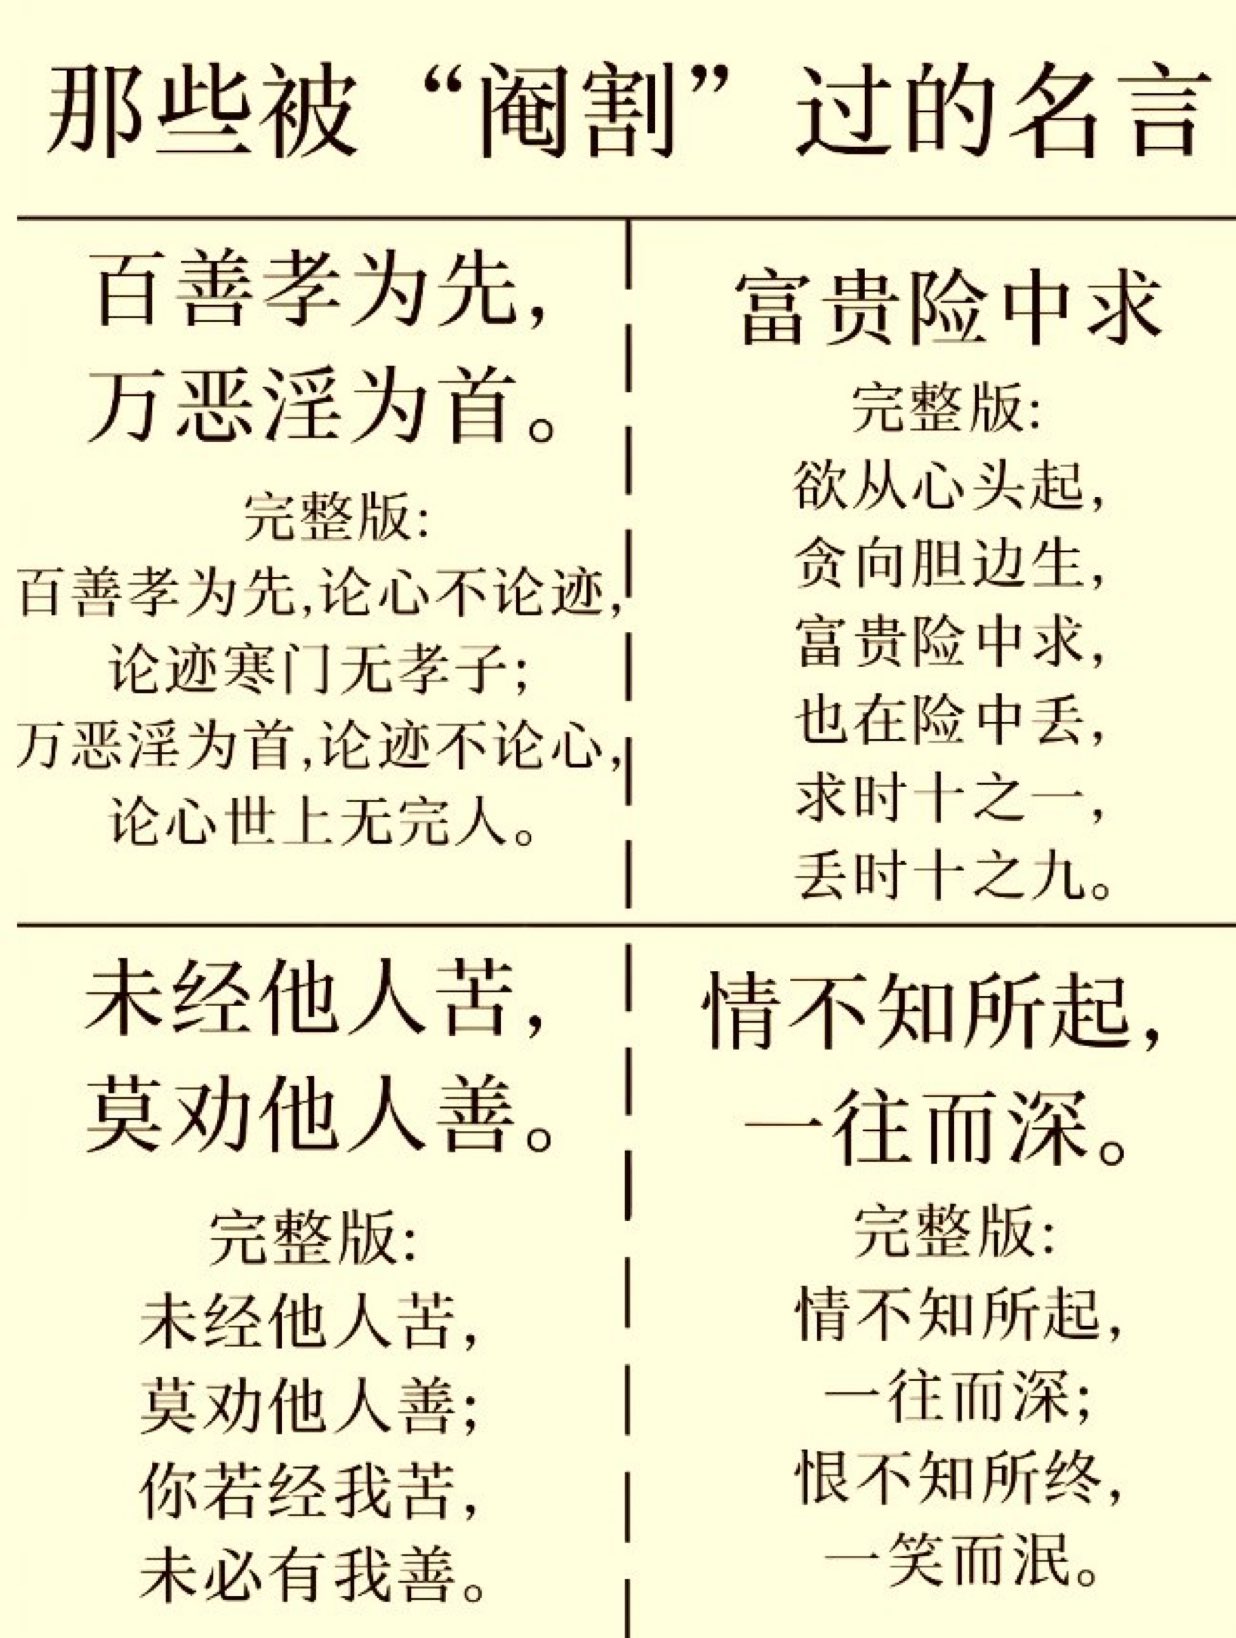 那些被“阉割”过的名言
百善孝为先，
万恶淫为首。
完整版：
百善孝为先,论心不论迹,
论迹寒门无孝子；
万恶淫为首,论迹不论心,
论心世上无完人。
富贵险中求
完整版：
欲从心头起，
贪向胆边生，
富贵险中求，
也在险中丢，
求时十之一，
丢时十之九。
未经他人苦，
莫劝他人善。
完整版：
未经他人苦，
莫劝他人善；
你若经我苦，
未必有我善。
情不知所起，
一往而深。
完整版：
情不知所起，
一往而深；
恨不知所终，
一笑而泯。